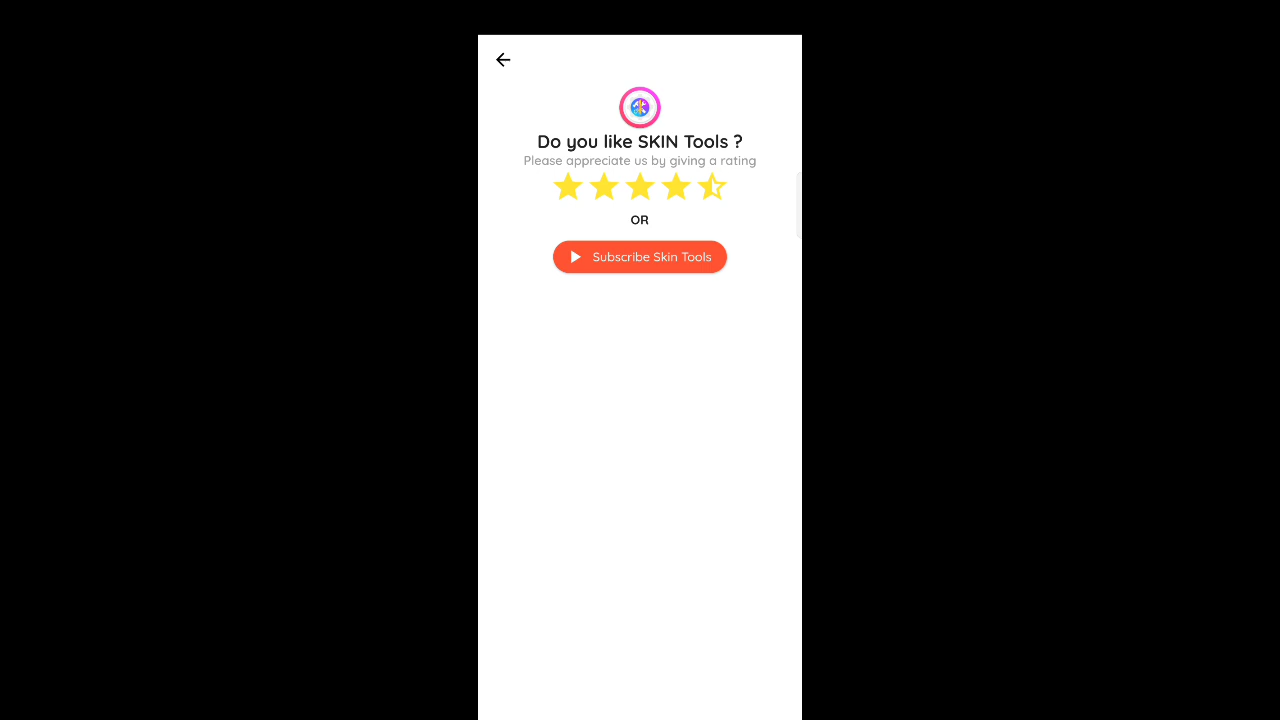 Do you like SKIN Tools ?
Please appreciate us by giving a rating
OR
Subscribe Skin Tools